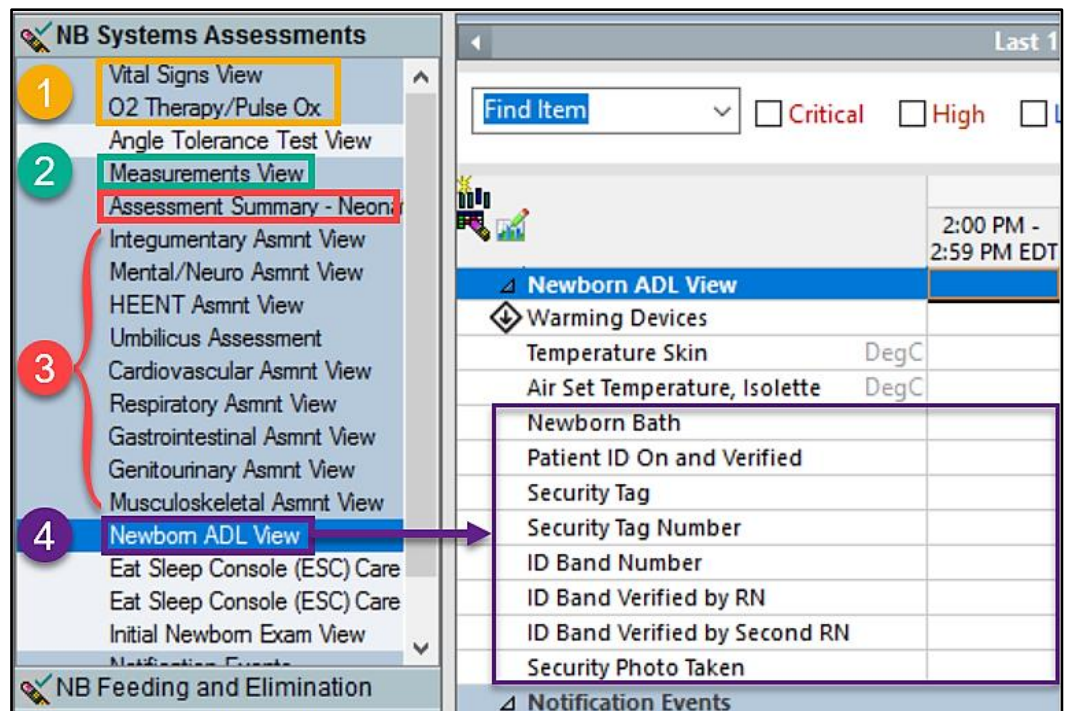 NB Systems Assessments
1
Vital Signs View
O2 Therapy/Pulse Ox
Angle Tolerance Test View
2
Measurements View
Assessment Summary - Neona
Integumentary Asmnt View
Mental/Neuro Asmnt View
HEENT Asmnt View
Umbilicus Assessment
3
Cardiovascular Asmnt View
Respiratory Asmnt View
Gastrointestinal Asmnt View
Genitourinary Asmnt View
Musculoskeletal Asmnt View
4
Newborn ADL View
Eat Sleep Console (ESC) Care
Eat Sleep Console (ESC) Care
Initial Newborn Exam View
Notification Events
NB Feeding and Elimination
Last 1
Find Item
Critical
High
L
2:00 PM -
2:59 PM EDT
Newborn ADL View
Warming Devices
Temperature Skin DegC
Air Set Temperature, Isolette DegC
Newborn Bath
Patient ID On and Verified
Security Tag
Security Tag Number
ID Band Number
ID Band Verified by RN
ID Band Verified by Second RN
Security Photo Taken
Notification Events